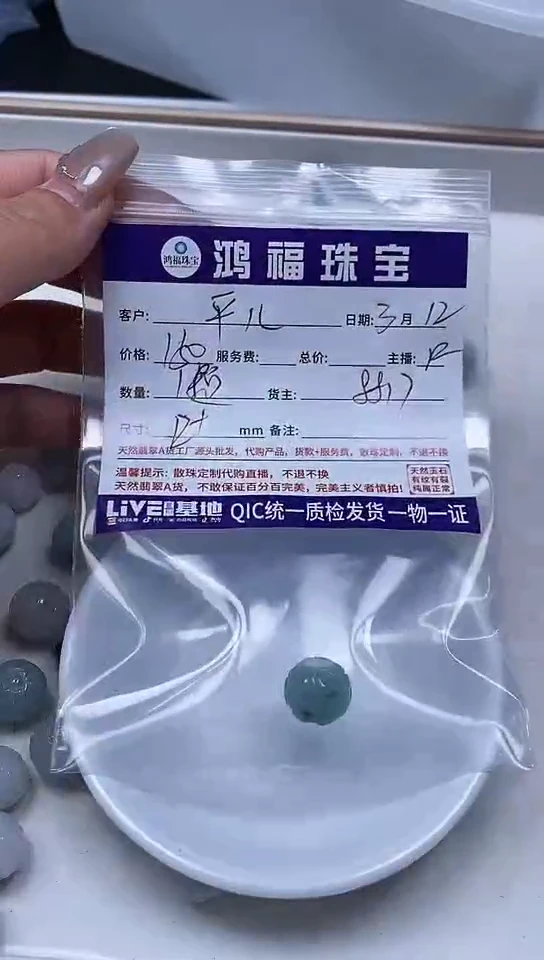 鸿福珠宝 鸿福珠宝
客户: 平儿 日期: 3月12
价格: 160 服务费: 总价: 主播:
数量: 1颗 货主:
尺寸: 12+ mm 备注:
天然翡翠A货工厂源头批发，代购产品，货款+服务费，散珠定制，不退不换
温馨提示: 散珠定制代购直播，不退不换
天然翡翠A货，不敢保证百分百完美，完美主义者慎拍!
天然玉石
有纹有裂
纯属正常
LiVE 基地 QIC统一质检发货一物一证